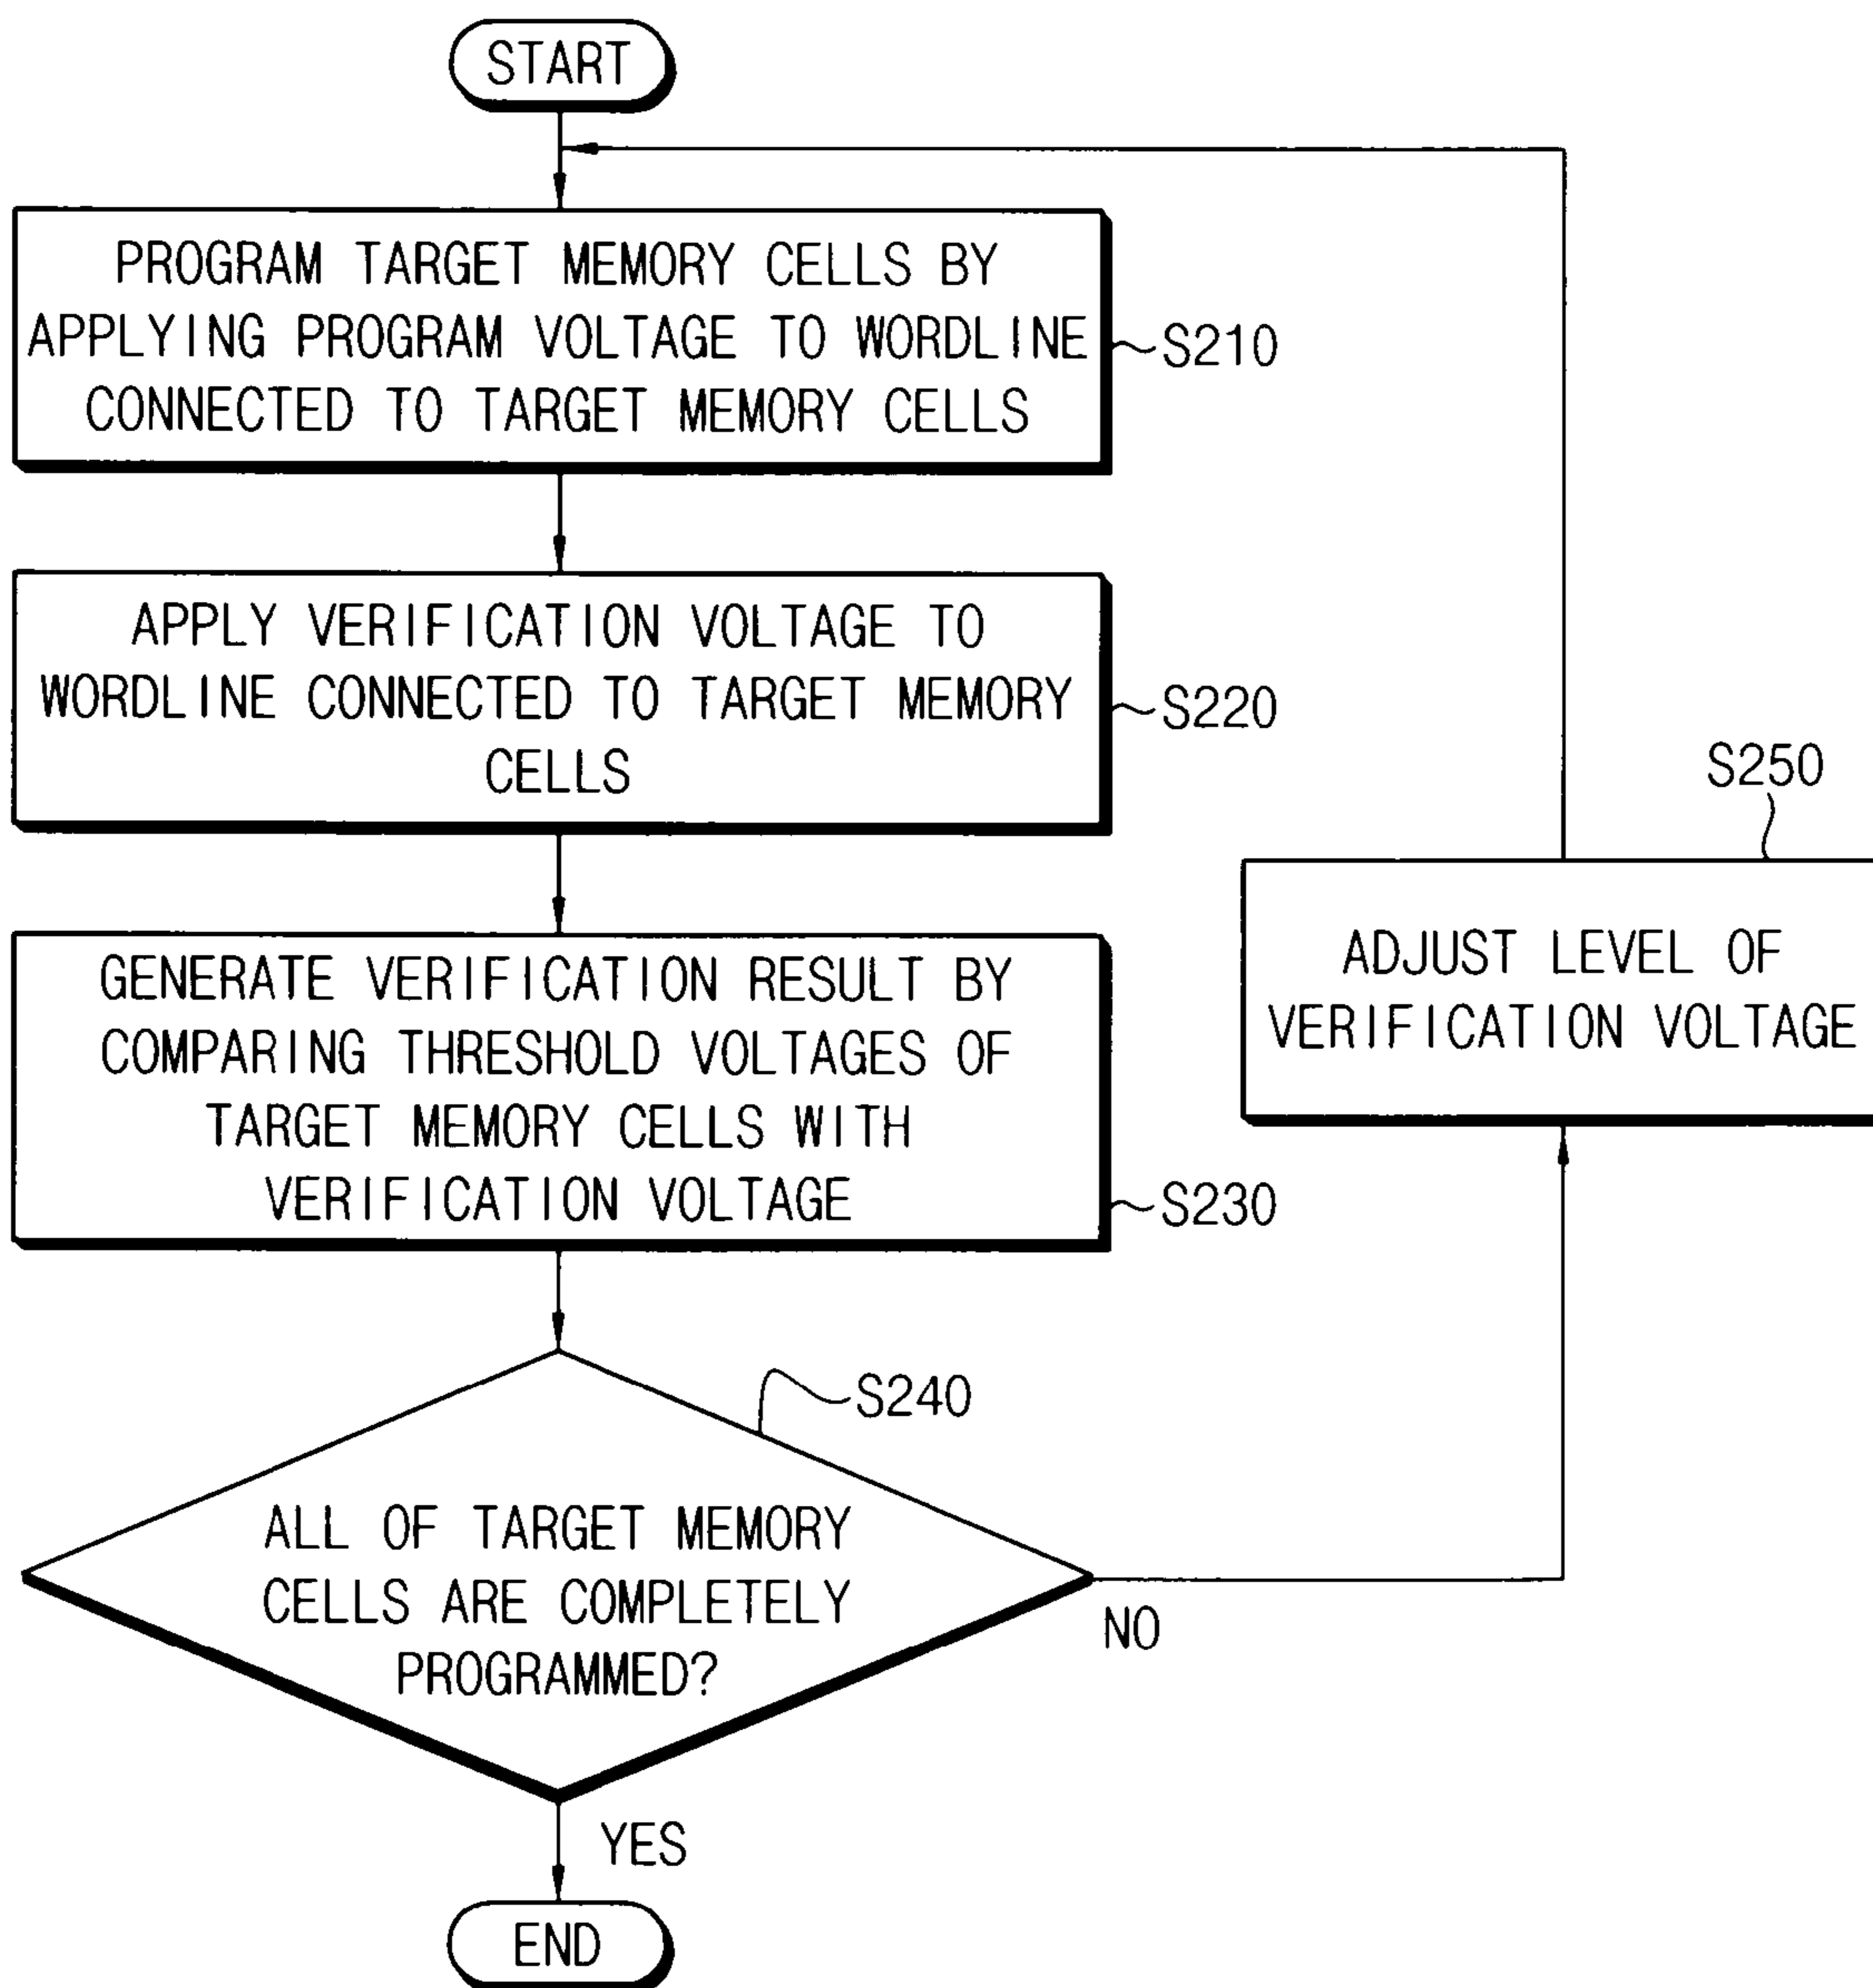 START
PROGRAM TARGET MEMORY CELLS BY
APPLYING PROGRAM VOLTAGE TO WORDLINE
CONNECTED TO TARGET MEMORY CELLS
S210
APPLY VERIFICATION VOLTAGE TO
WORDLINE CONNECTED TO TARGET MEMORY
CELLS
S220
GENERATE VERIFICATION RESULT BY
COMPARING THRESHOLD VOLTAGES OF
TARGET MEMORY CELLS WITH
VERIFICATION VOLTAGE
S230
S240
ALL OF TARGET MEMORY
CELLS ARE COMPLETELY
PROGRAMMED?
NO
YES
END
S250
ADJUST LEVEL OF
VERIFICATION VOLTAGE